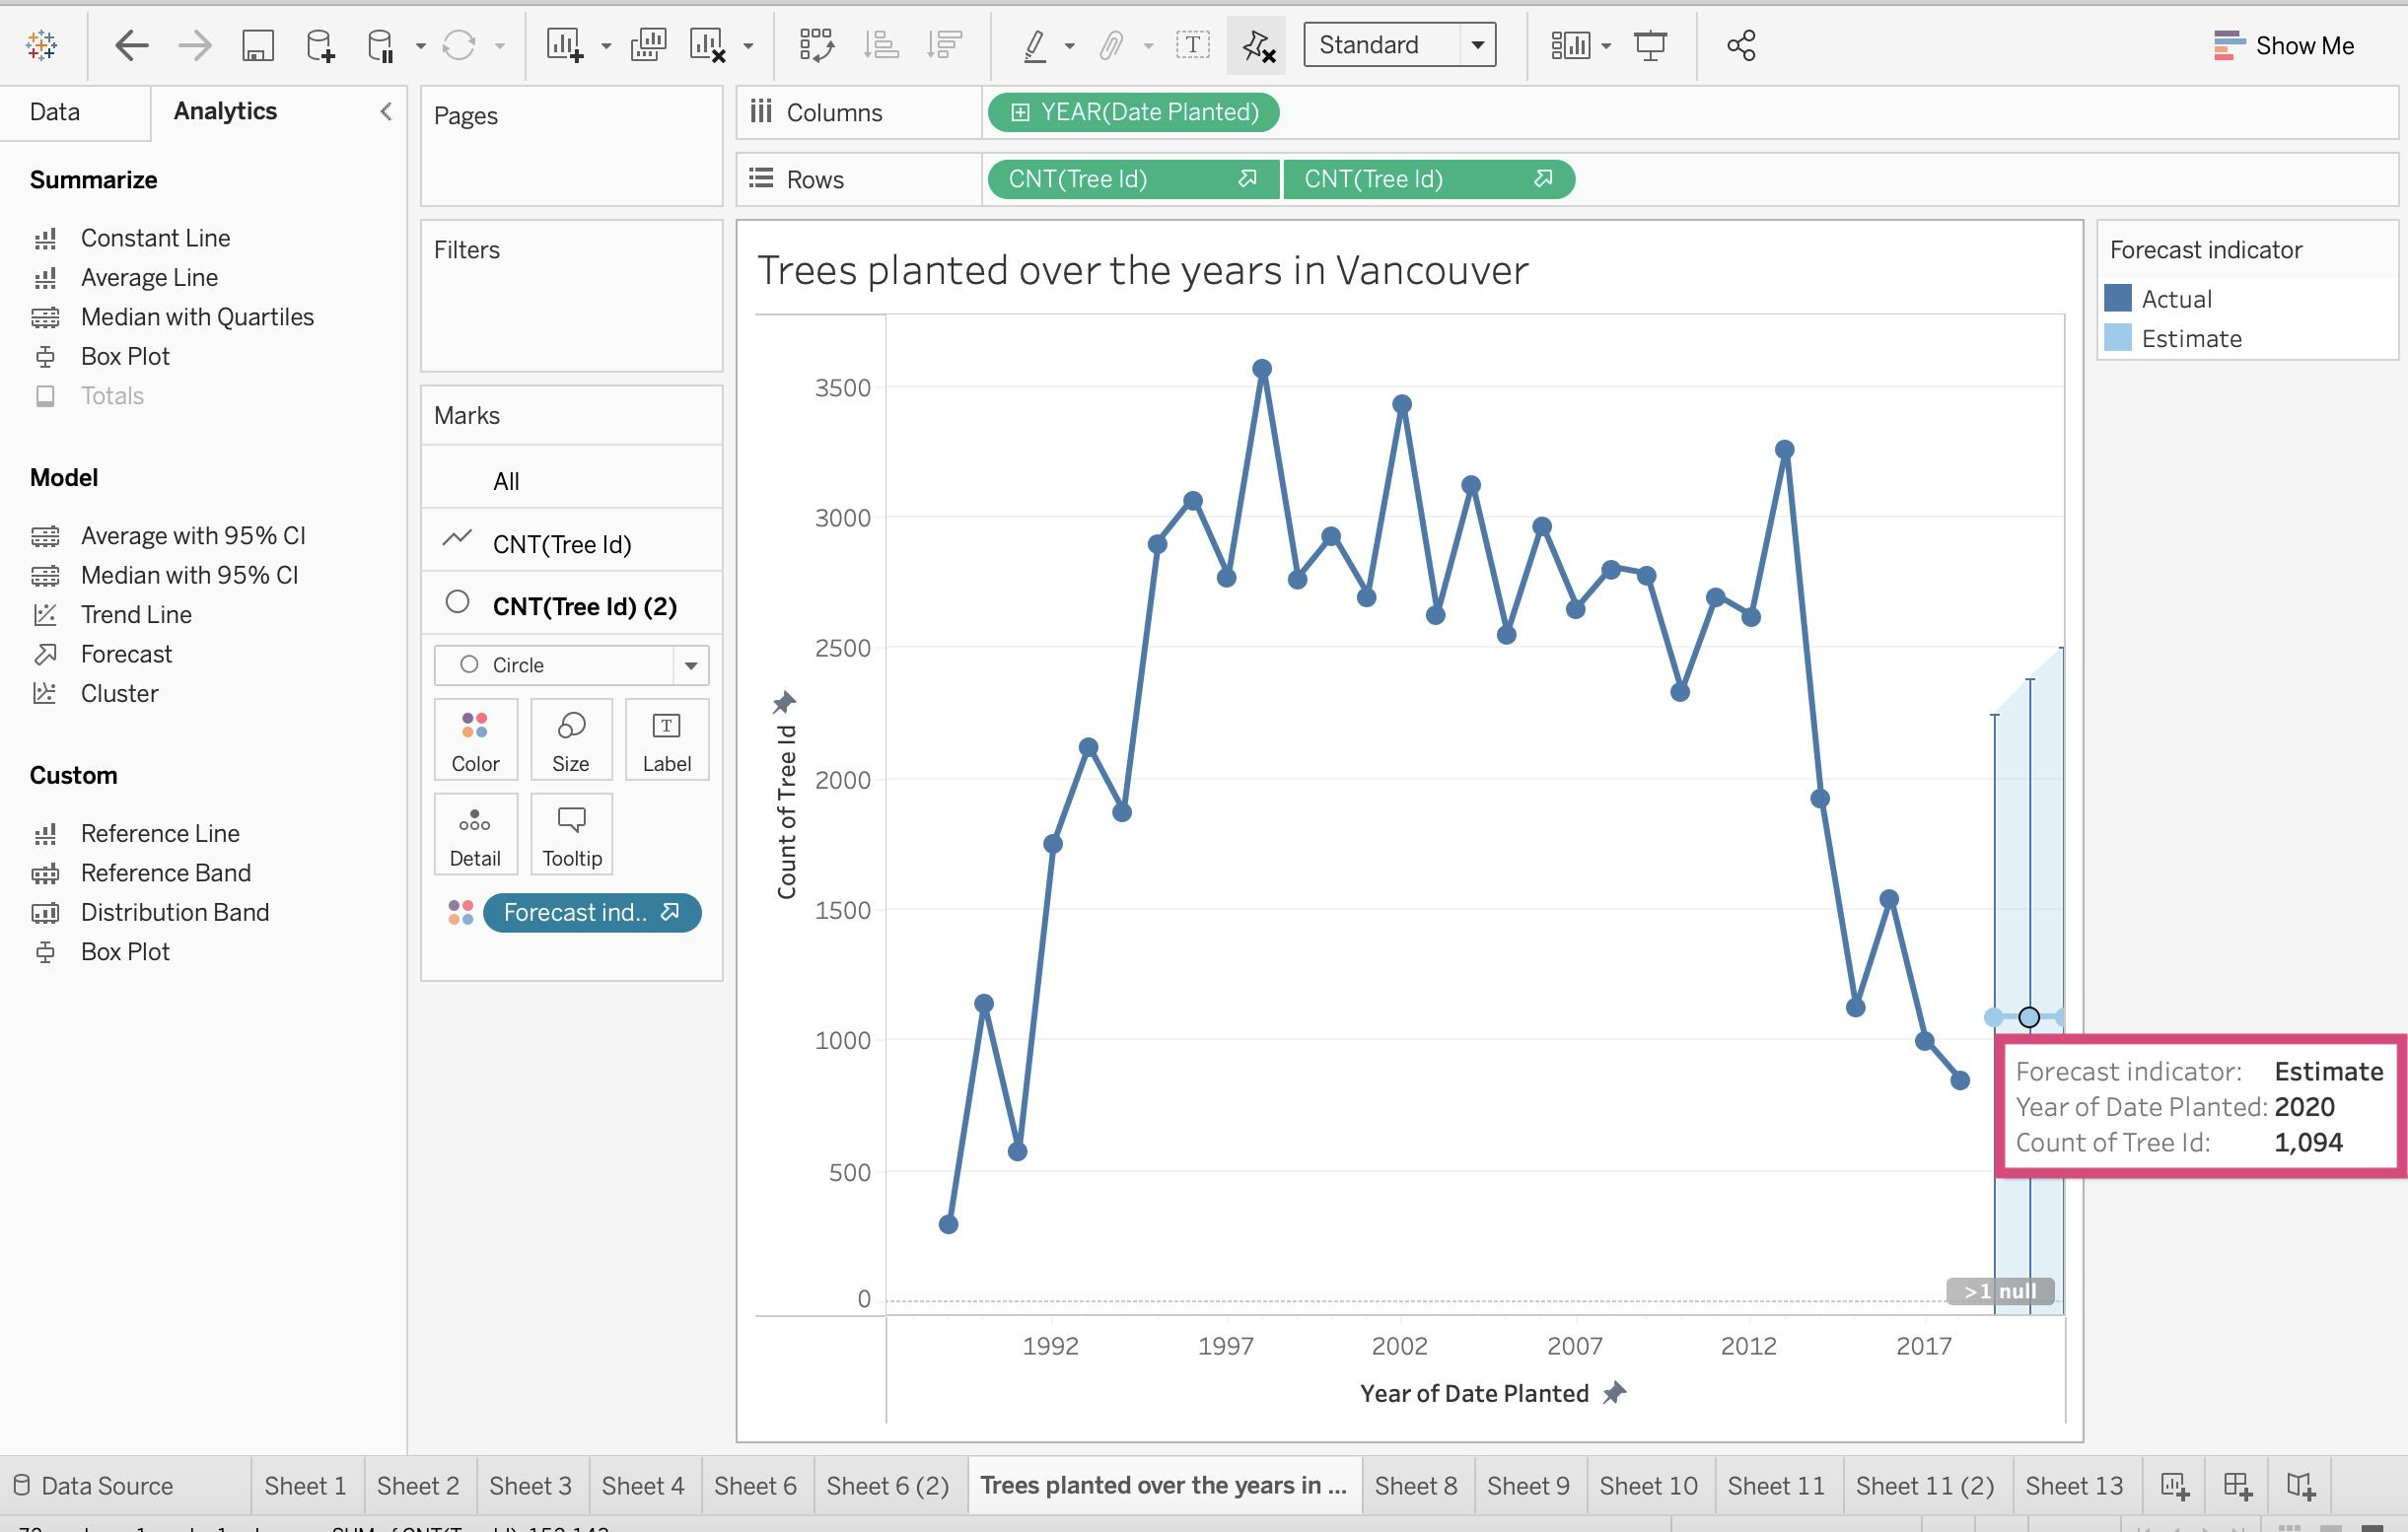 Standard
Show Me
Data
Analytics
Summarize
Constant Line
Average Line
Median with Quartiles
Box Plot
Totals
Model
Average with 95% CI
Median with 95% CI
Trend Line
Forecast
Cluster
Custom
Reference Line
Reference Band
Distribution Band
Box Plot
Pages
Filters
Marks
All
CNT(Tree Id)
CNT(Tree Id) (2)
Circle
Color
Size
T
Label
Detail
Tooltip
Forecast ind..
Columns
YEAR(Date Planted)
Rows
CNT(Tree Id)
CNT(Tree Id)
Trees planted over the years in Vancouver
3500
3000
2500
2000
1500
1000
500
0
Count of Tree Id
1992
1997
2002
2007
2012
2017
Year of Date Planted
>1 null
Forecast indicator: Estimate
Year of Date Planted: 2020
Count of Tree Id: 1,094
Forecast indicator
Actual
Estimate
Data Source
Sheet 1
Sheet 2
Sheet 3
Sheet 4
Sheet 6
Sheet 6 (2)
Trees planted over the years in ...
Sheet 8
Sheet 9
Sheet 10
Sheet 11
Sheet 11 (2)
Sheet 13